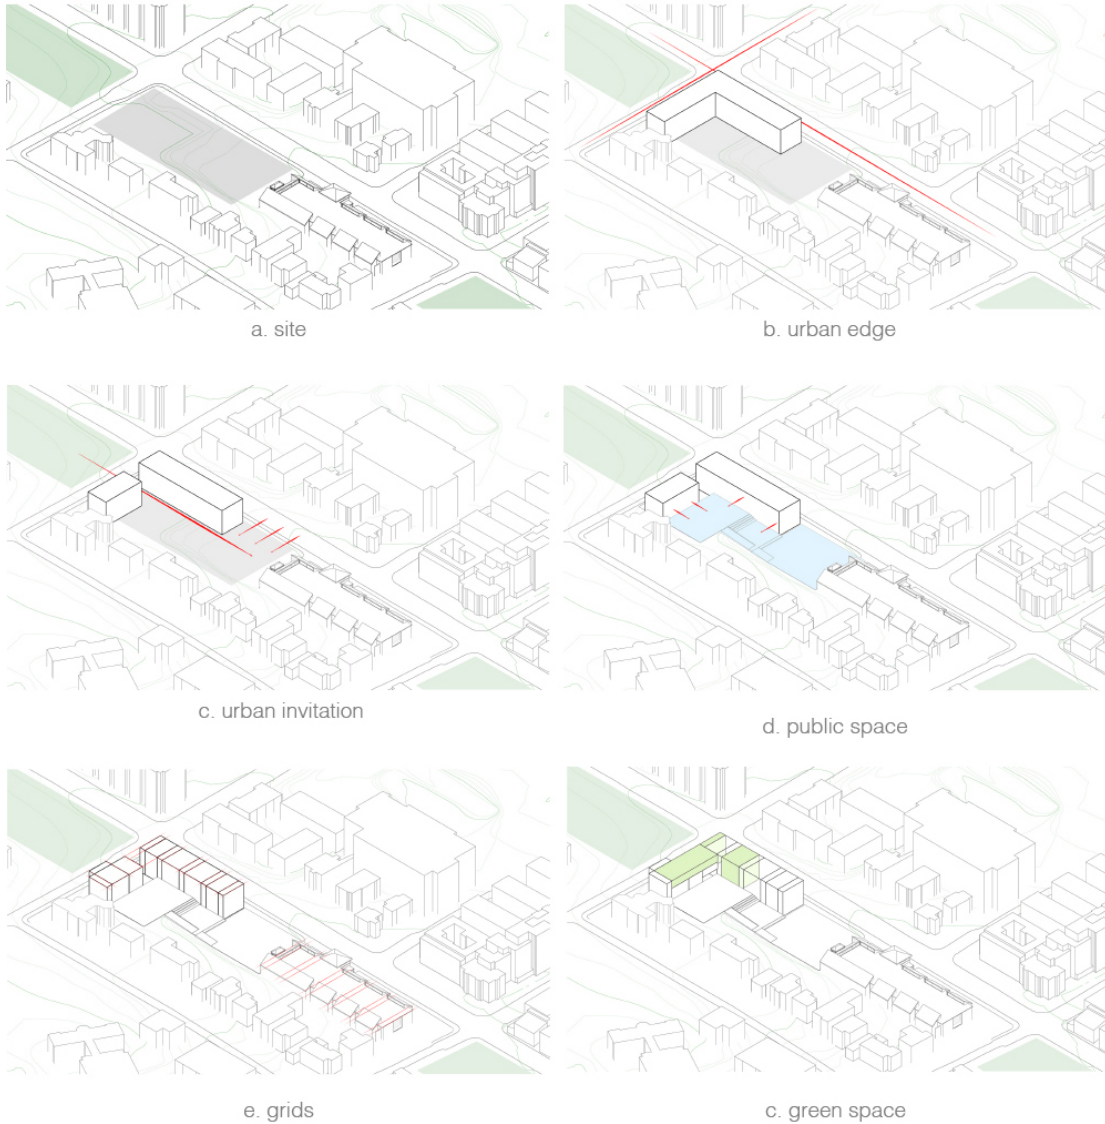 a. site
b. urban edge
c. urban invitation
d. public space
e. grids
c. green space